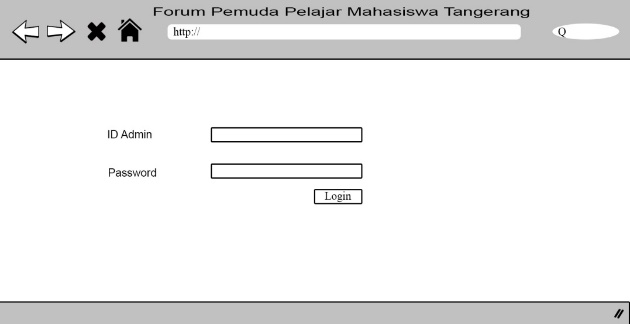 Forum Pemuda Pelajar Mahasiswa Tangerang
http://
Q
ID Admin
Password
Login